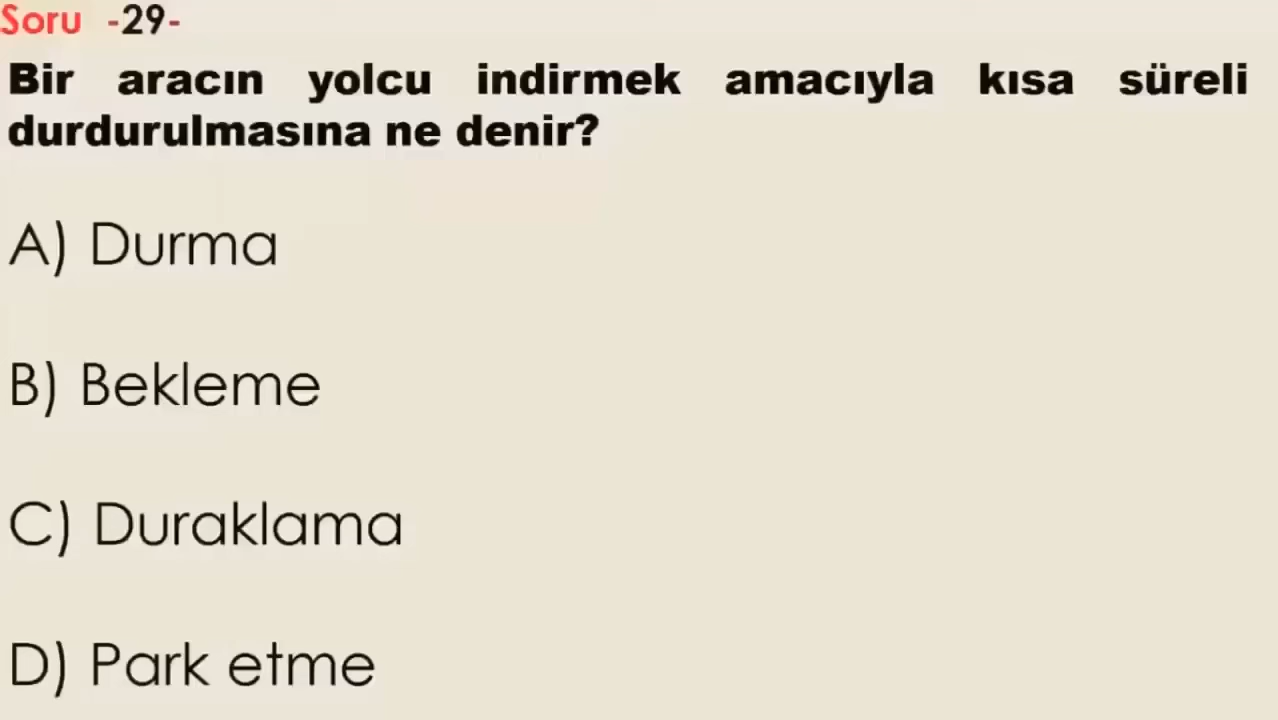 Soru -29-
Bir aracın yolcu indirmek amacıyla kısa süreli
durdurulmasına ne denir?
A) Durma
B) Bekleme
C) Duraklama
D) Park etme